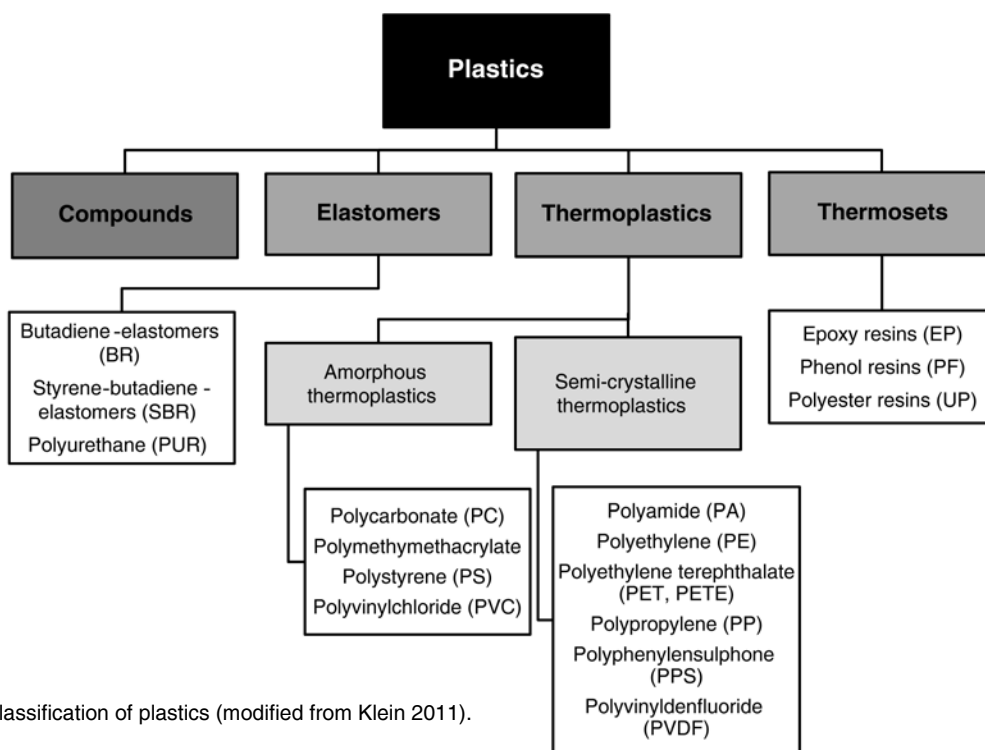 Plastics
Compounds
Elastomers
Thermoplastics
Thermosets
Butadiene-elastomers
(BR)
Styrene-butadiene -
elastomers (SBR)
Polyurethane (PUR)
Amorphous
thermoplastics
Semi-crystalline
thermoplastics
Epoxy resins (EP)
Phenol resins (PF)
Polyester resins (UP)
Polycarbonate (PC)
Polymethymethacrylate
Polystyrene (PS)
Polyvinylchloride (PVC)
Polyamide (PA)
Polyethylene (PE)
Polyethylene terephthalate
(PET, PETE)
Polypropylene (PP)
Polyphenylensulphone
(PPS)
Polyvinyldenfluoride
(PVDF)
lassification of plastics (modified from Klein 2011).